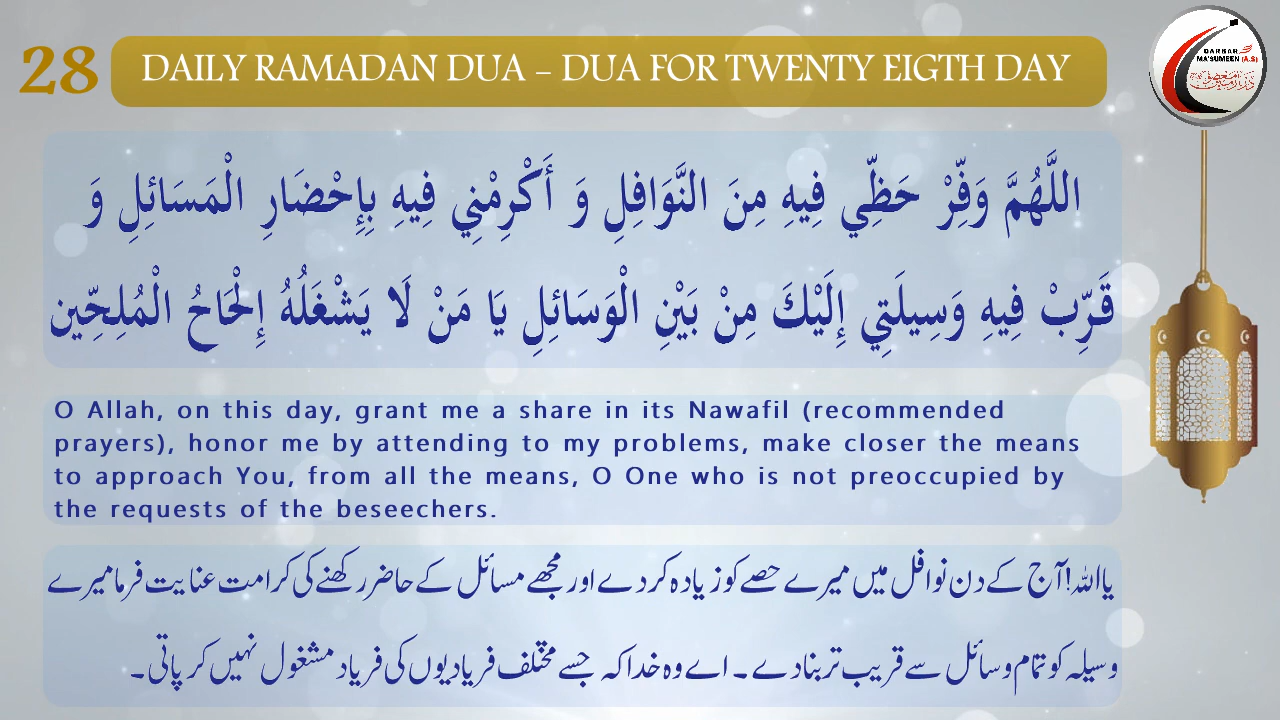 28
DAILY RAMADAN DUA – DUA FOR TWENTY EIGTH DAY
DARBAR
MA'SUMEEN (A.S)
اللَّهُمَّ وَفِّرْ حَظِّي فِيهِ مِنَ النَّوَافِلِ وَ أَكْرِمْنِي فِيهِ بِإِحْضَارِ الْمَسَائِلِ وَ
قَرِّبْ فِيهِ وَسِيلَتِي إِلَيْكَ مِنْ بَيْنِ الْوَسَائِلِ يَا مَنْ لَا يَشْغَلُهُ إِلْحَاحُ الْمُلِحِّين
O Allah, on this day, grant me a share in its Nawafil (recommended
prayers), honor me by attending to my problems, make closer the means
to approach You, from all the means, O One who is not preoccupied by
the requests of the beseechers.
یااللہ! آج کے دن نوافل میں میرے حصے کو زیادہ کردے اور مجھے مسائل کے حاضر رکھنے کی کرامت عنایت فرما میرے
وسیلہ کو تمام وسائل سے قریب تر بنادے۔ اے وہ خدا کہ جسے مختلف فریادیوں کی فریاد مشغول نہیں کر پاتی۔